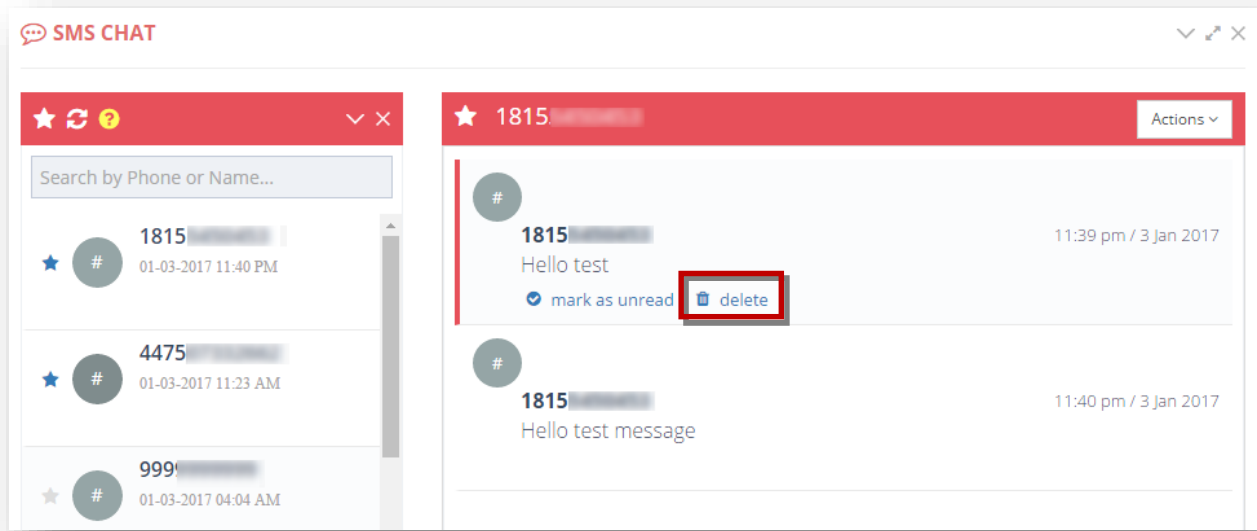 SMS CHAT
?
1815
Actions
Search by Phone or Name...
1815
#
01-03-2017 11:40 PM
4475
#
01-03-2017 11:23 AM
9999
#
01-03-2017 04:04 AM
#
1815
11:39 pm / 3 Jan 2017
Hello test
mark as unread delete
#
1815
11:40 pm / 3 Jan 2017
Hello test message